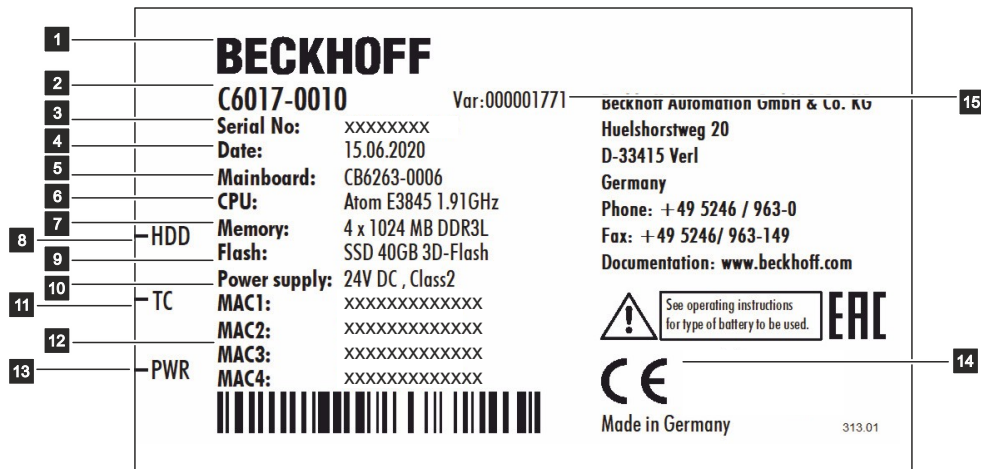 1
BECKHOFF
2
C6017-0010 Var:000001771
15
3
Serial No: XXXXXXXX
4
Date: 15.06.2020
5
Mainboard: CB6263-0006
6
CPU: Atom E3845 1.91GHz
7
Memory: 4 x 1024 MB DDR3L
8
HDD
9
Flash: SSD 40GB 3D-Flash
10
Power supply: 24V DC , Class2
11
TC
MAC1: XXXXXXXXXXXXX
12
MAC2: XXXXXXXXXXXXX
MAC3: XXXXXXXXXXXXX
13
PWR
MAC4: XXXXXXXXXXXXX
Beckhoff Automation GmbH & Co. KG
Huelshorstweg 20
D-33415 Verl
Germany
Phone: +49 5246 / 963-0
Fax: +49 5246/ 963-149
Documentation: www.beckhoff.com
See operating instructions
for type of battery to be used.
EAC
14
CE
Made in Germany
313.01